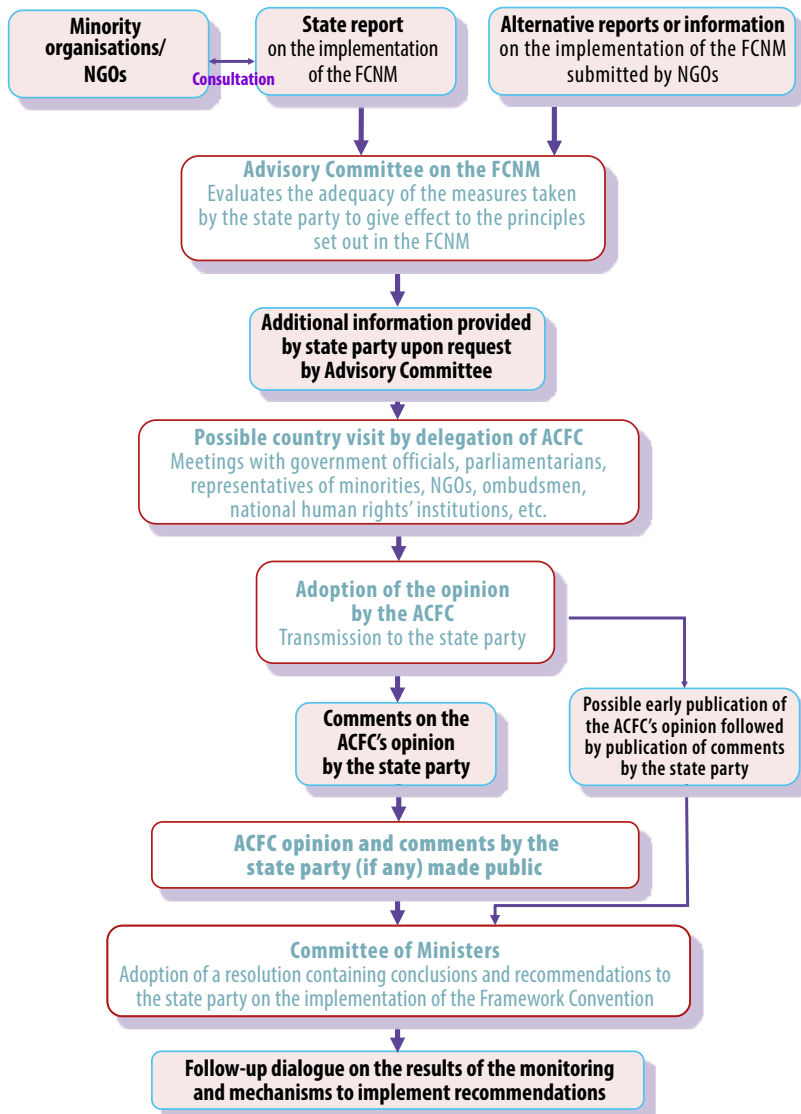 Minority
organisations/
NGOs
Consultation
State report
on the implementation
of the FCNM
Alternative reports or information
on the implementation of the FCNM
submitted by NGOs
Advisory Committee on the FCNM
Evaluates the adequacy of the measures taken
by the state party to give effect to the principles
set out in the FCNM
Additional information provided
by state party upon request
by Advisory Committee
Possible country visit by delegation of ACFC
Meetings with government officials, parliamentarians,
representatives of minorities, NGOs, ombudsmen,
national human rights’ institutions, etc.
Adoption of the opinion
by the ACFC
Transmission to the state party
Comments on the
ACFC’s opinion
by the state party
Possible early publication of
the ACFC’s opinion followed
by publication of comments
by the state party
ACFC opinion and comments by the
state party (if any) made public
Committee of Ministers
Adoption of a resolution containing conclusions and recommendations to
the state party on the implementation of the Framework Convention
Follow-up dialogue on the results of the monitoring
and mechanisms to implement recommendations